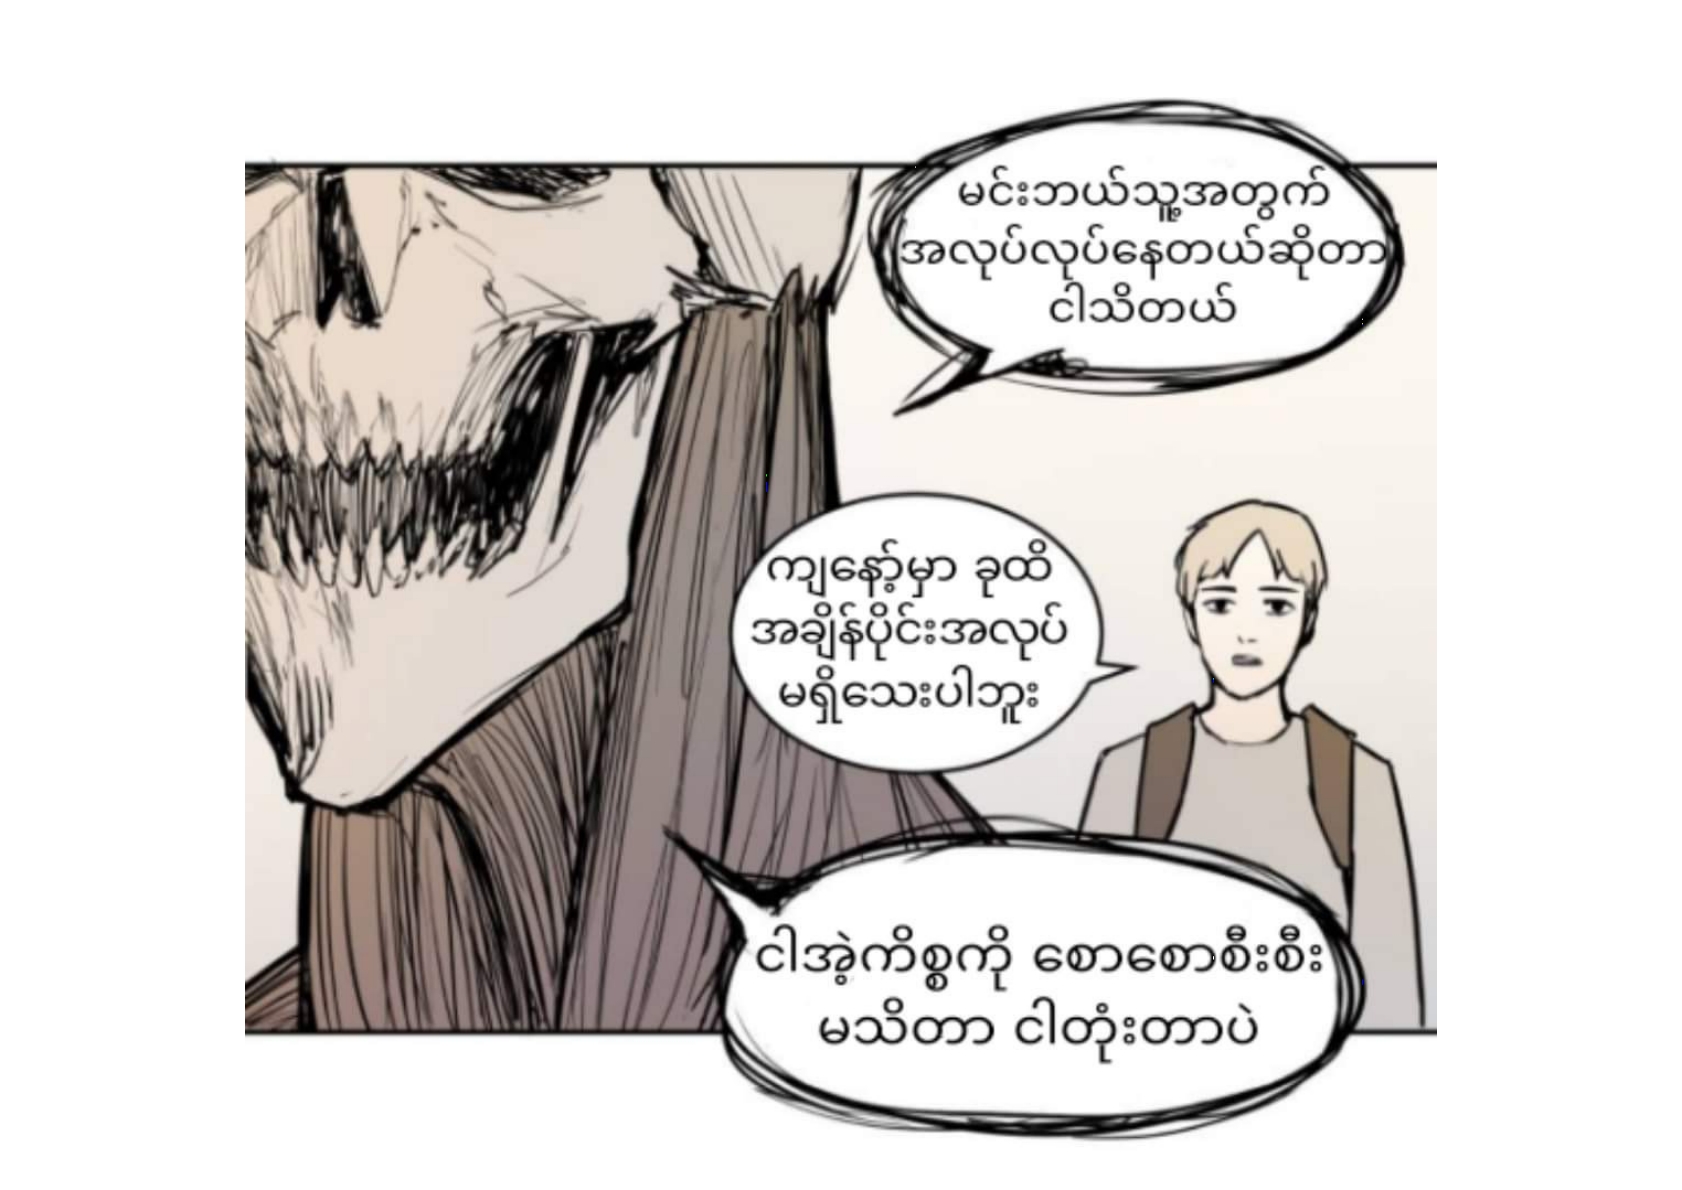 မင်းဘယ်သူ့အတွက်
အလုပ်လုပ်နေတယ်ဆိုတာ
ငါသိတယ်
ကျနော့်မှာ ခုထိ
အချိန်ပိုင်းအလုပ်
မရှိသေးပါဘူး
ငါအဲ့ကိစ္စကို စောစောစီးစီး
မသိတာ ငါတုံးတာပဲ